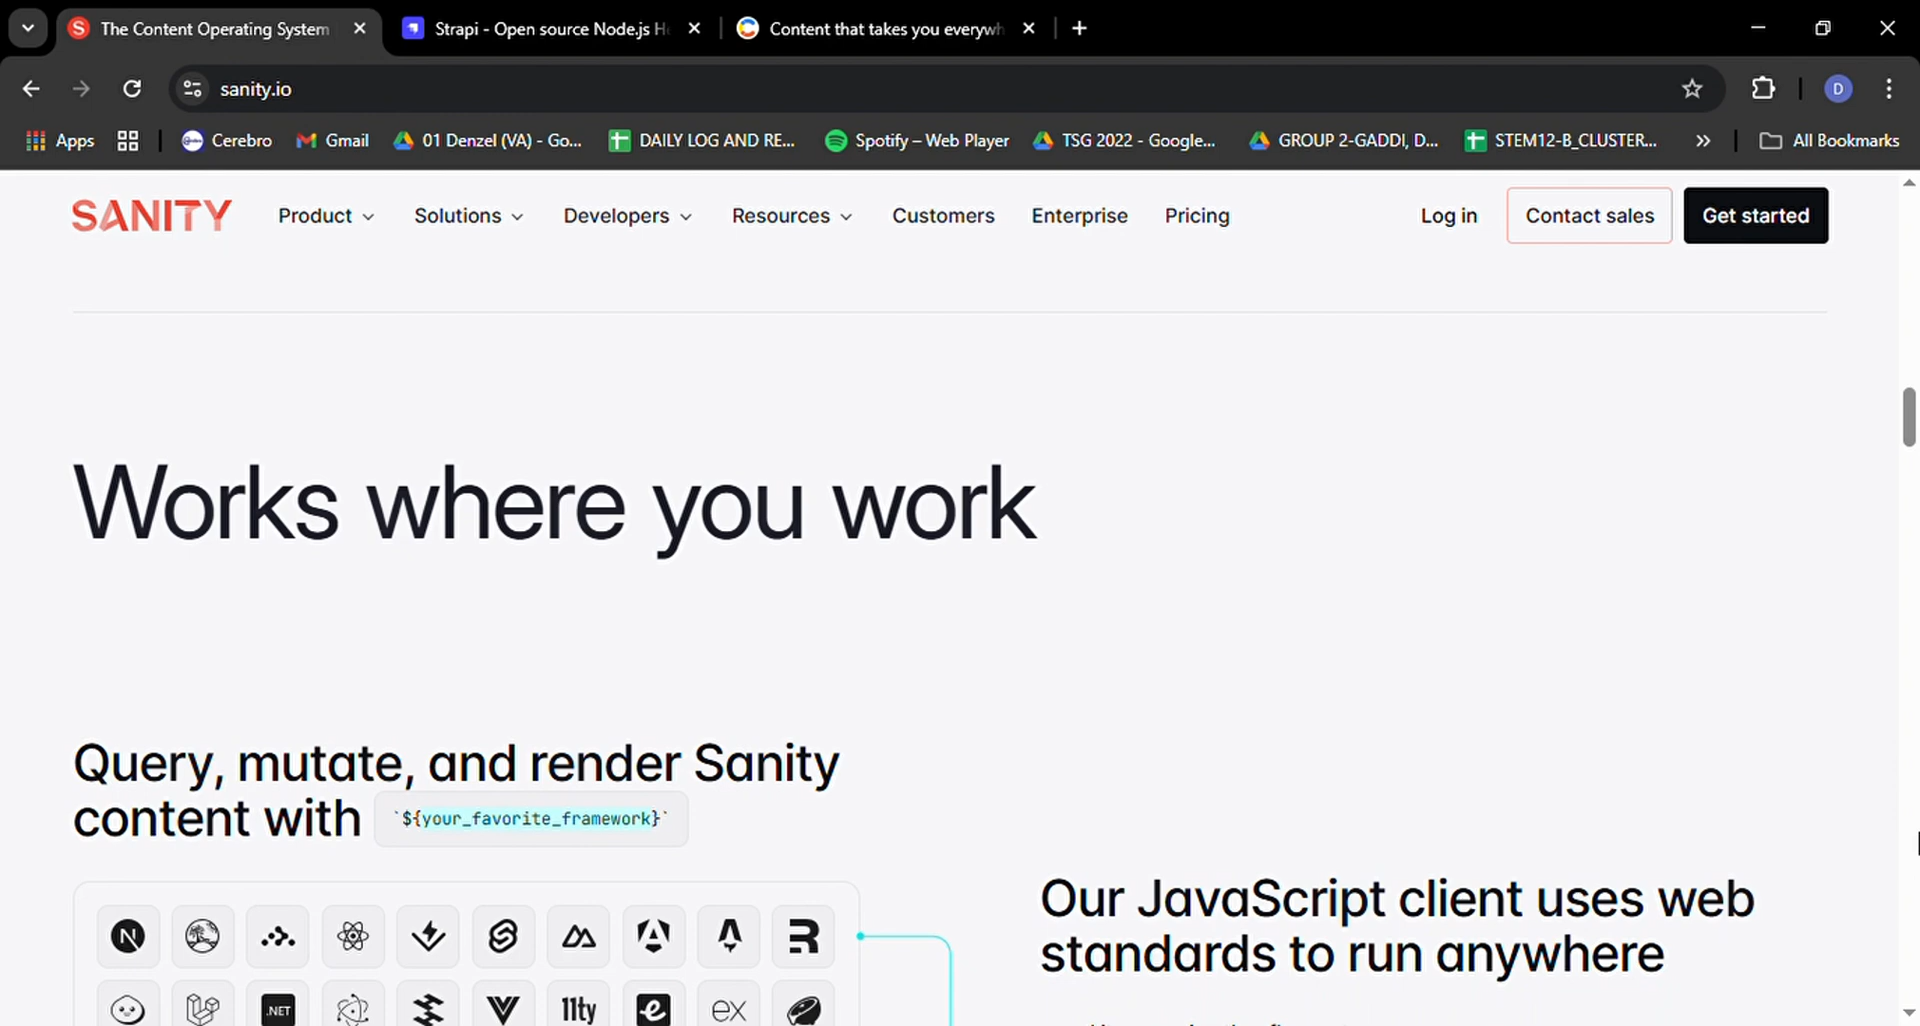 The Content Operating System
Strapi - Open source Node.js H
Content that takes you everywh
sanity.io
D
Apps
Cerebro
Gmail
01 Denzel (VA) - Go...
DAILY LOG AND RE...
Spotify – Web Player
TSG 2022 - Google...
GROUP 2-GADDI, D...
STEM12-B_CLUSTER...
All Bookmarks
SANITY
Product
Solutions
Developers
Resources
Customers
Enterprise
Pricing
Log in
Contact sales
Get started
Works where you work
Query, mutate, and render Sanity
content with `${your_favorite_framework}`
Our JavaScript client uses web
standards to run anywhere
.NET
11ty
ex